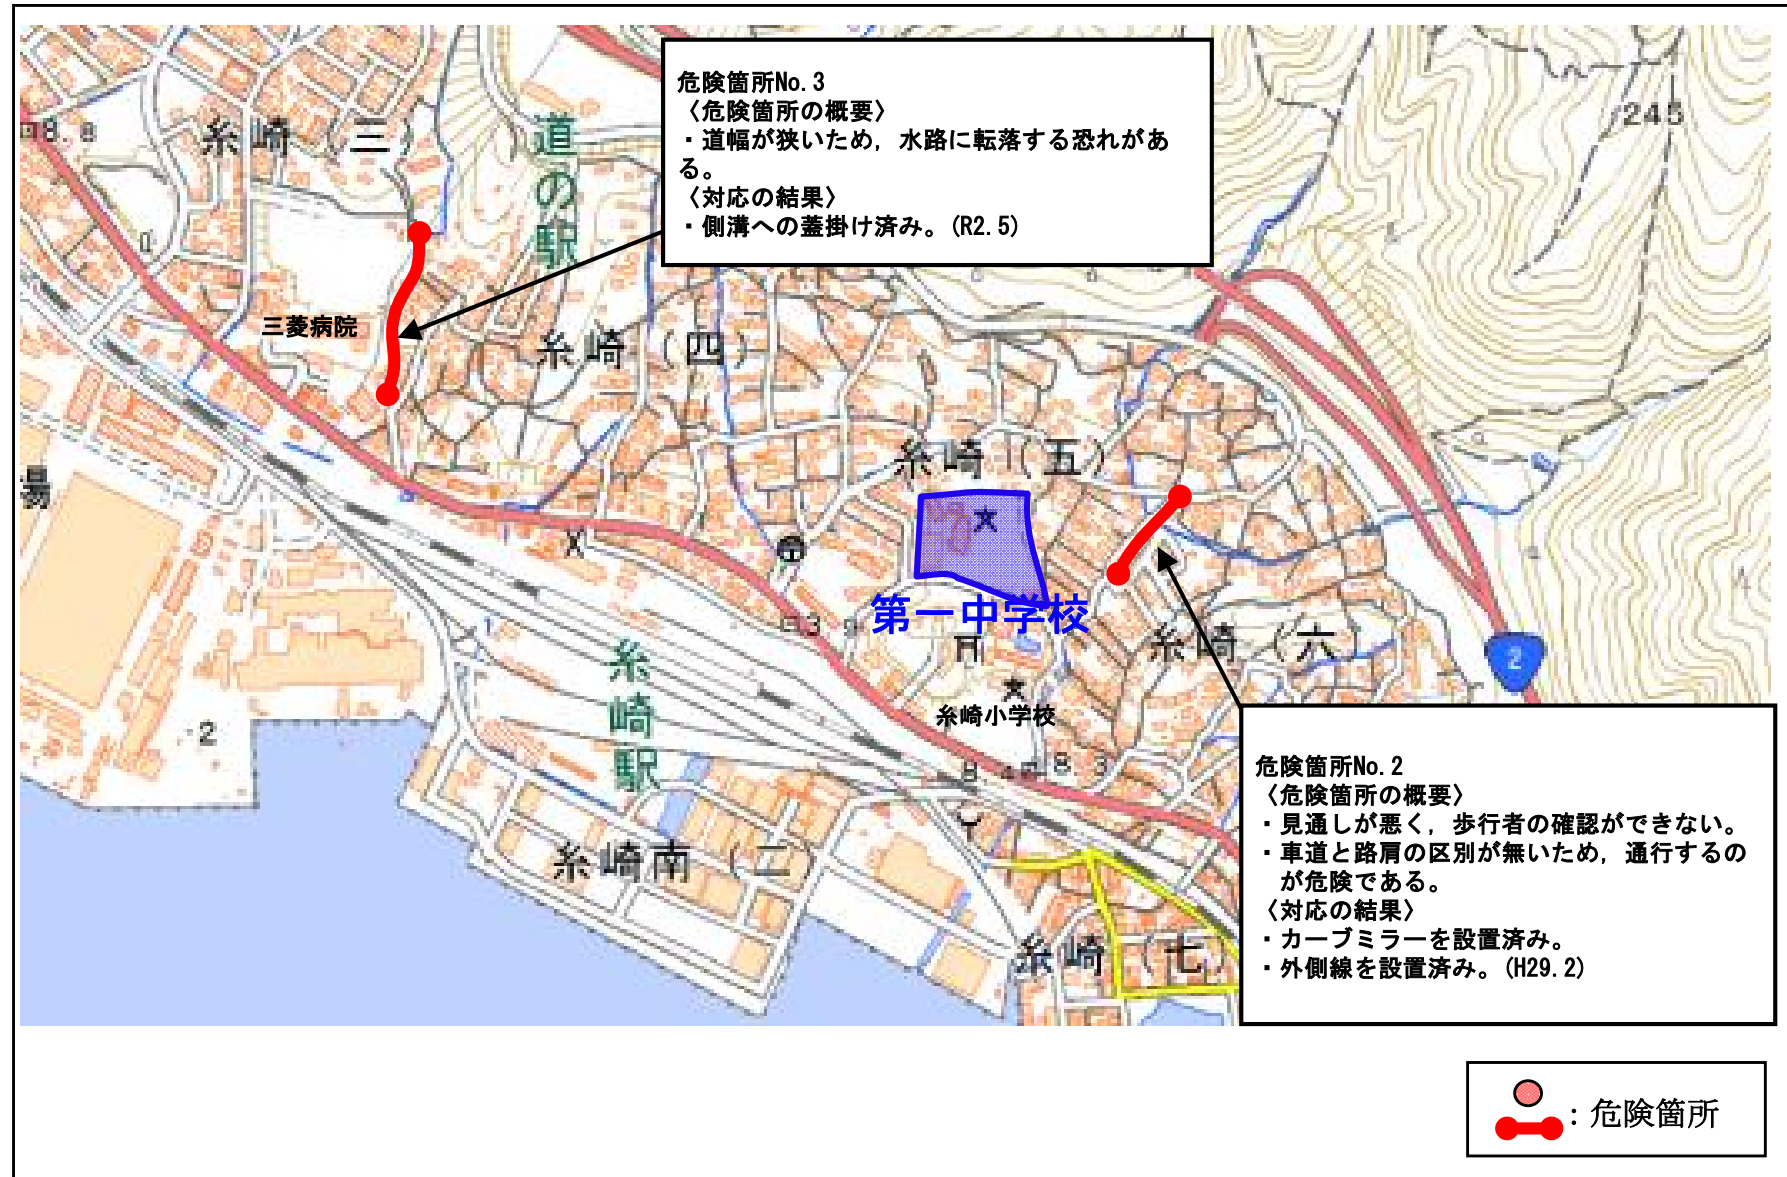 危険箇所No.3
〈危険箇所の概要〉
・道幅が狭いため，水路に転落する恐れがあ
る。
〈対応の結果〉
・側溝への蓋掛け済み。(R2.5)
245
8.8
糸崎（三）
道の駅
三菱病院
糸崎（四）
糸崎（五）
湯
第一中学校
糸崎（六）
2
糸崎駅
糸崎小学校
2
8.3
糸崎南（二）
糸崎（七）
危険箇所No.2
〈危険箇所の概要〉
・見通しが悪く，歩行者の確認ができない。
・車道と路肩の区別が無いため，通行するの
が危険である。
〈対応の結果〉
・カーブミラーを設置済み。
・外側線を設置済み。(H29.2)
：危険箇所